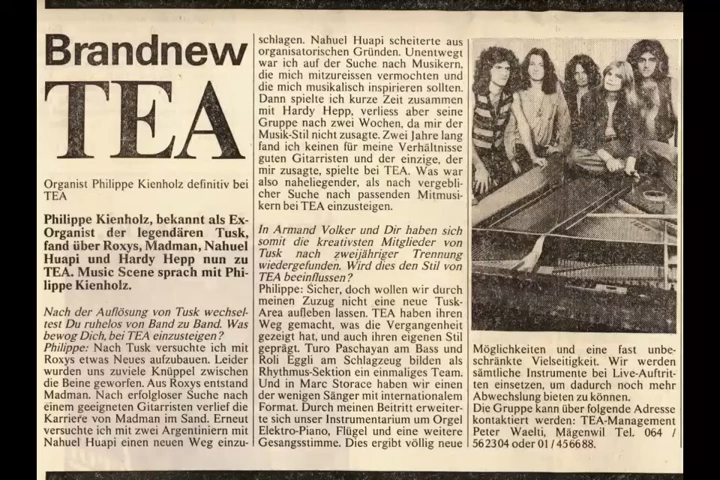 Brandnew
TEA
Organist Philippe Kienholz definitiv bei
TEA
Philippe Kienholz, bekannt als Ex-
Organist der legendären Tusk,
fand über Roxys, Madman, Nahuel
Huapi und Hardy Hepp nun zu
TEA. Music Scene sprach mit Phi-
lippe Kienholz.
Nach der Auflösung von Tusk wechsel-
test Du ruhelos von Band zu Band. Was
bewog Dich, bei TEA einzusteigen?
Philippe: Nach Tusk versuchte ich mit
Roxys etwas Neues aufzubauen. Leider
wurden uns zuviele Knüppel zwischen
die Beine geworfen. Aus Roxys entstand
Madman. Nach erfolgloser Suche nach
einem geeigneten Gitarristen verlief die
Karriere von Madman im Sand. Erneut
versuchte ich mit zwei Argentiniern mit
Nahuel Huapi einen neuen Weg einzu-
schlagen. Nahuel Huapi scheiterte aus
organisatorischen Gründen. Unentwegt
war ich auf der Suche nach Musikern,
die mich mitzureissen vermochten und
die mich musikalisch inspirieren sollten.
Dann spielte ich kurze Zeit zusammen
mit Hardy Hepp, verliess aber seine
Gruppe nach zwei Wochen, da mir der
Musik-Stil nicht zusagte. Zwei Jahre lang
fand ich keinen für meine Verhältnisse
guten Gitarristen und der einzige, der
mir zusagte, spielte bei TEA. Was war
also naheliegender, als nach vergebli-
cher Suche nach passenden Mitmusi-
kern bei TEA einzusteigen.
In Armand Volker und Dir haben sich
somit die kreativsten Mitglieder von
Tusk nach zweijähriger Trennung
wiedergefunden. Wird dies den Stil von
TEA beeinflussen?
Philippe: Sicher, doch wollen wir durch
meinen Zuzug nicht eine neue Tusk-
Area aufleben lassen. TEA haben ihren
Weg gemacht, was die Vergangenheit
gezeigt hat, und auch ihren eigenen Stil
geprägt. Turo Paschayan am Bass und
Roli Eggli am Schlagzeug bilden als
Rhythmus-Sektion ein einmaliges Team.
Und in Marc Storace haben wir einen
der wenigen Sänger mit internationalem
Format. Durch meinen Beitritt erweiter-
te sich unser Instrumentarium um Orgel
Elektro-Piano, Flügel und eine weitere
Gesangsstimme. Dies ergibt völlig neue
Möglichkeiten und eine fast unbe-
schränkte Vielseitigkeit. Wir werden
sämtliche Instrumente bei Live-Auftrit-
ten einsetzen, um dadurch noch mehr
Abwechslung bieten zu können.
Die Gruppe kann über folgende Adresse
kontaktiert werden: TEA-Management
Peter Waelti, Mägenwil Tel. 064 /
56 23 04 oder 01 / 45 66 88.